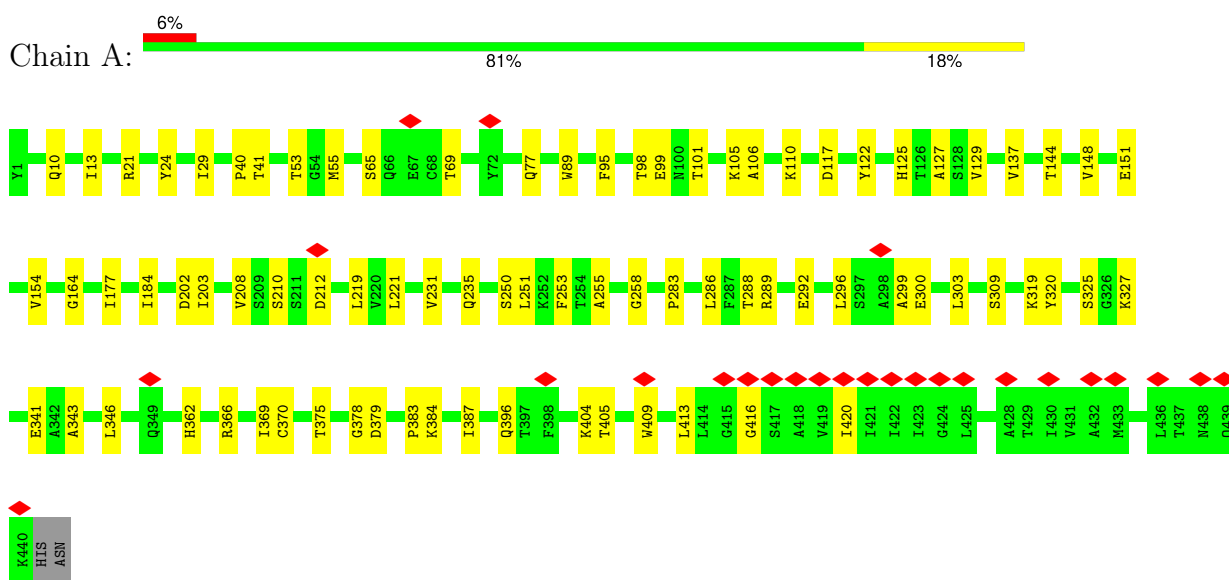 6%
Chain A:
81% 18%
Y1 Q10 I13 R21 Y24 I29 P40 T41 T53 G54 M55 S65 Q66 E67 C68 T69 Y72 Q77 W89 F95 T98 E99 N100 T101 K105 A106 K110 D117 Y122 H125 T126 A127 S128 V129 V137 T144 V148 E151
V154 G164 I177 I184 D202 I203 V208 S209 S210 S211 D212 L219 V220 L221 V231 Q235 S250 L251 K252 F253 T254 A255 G258 P283 L286 F287 T288 R289 E292 L296 S297 A298 A299 E300 L303 S309 K319 Y320 S325 G326 K327
E341 A342 A343 L346 Q349 H362 R366 I369 C370 T375 G378 D379 P383 K384 I387 Q396 T397 F398 K404 T405 W409 L413 L414 G415 G416 S417 A418 V419 I420 I421 I422 I423 G424 L425 A428 T429 I430 V431 A432 M433 L436 T437 N438 Q439
K440 HIS ASN